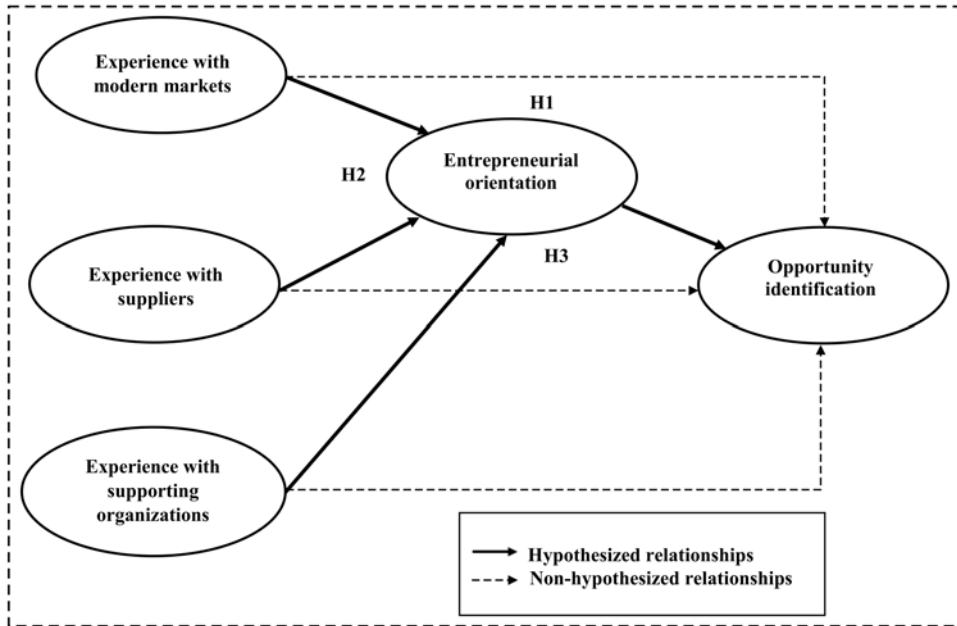 Experience with
modern markets
H1
Entrepreneurial
orientation
H2
Experience with
suppliers
H3
Opportunity
identification
Experience with
supporting
organizations
Hypothesized relationships
Non-hypothesized relationships